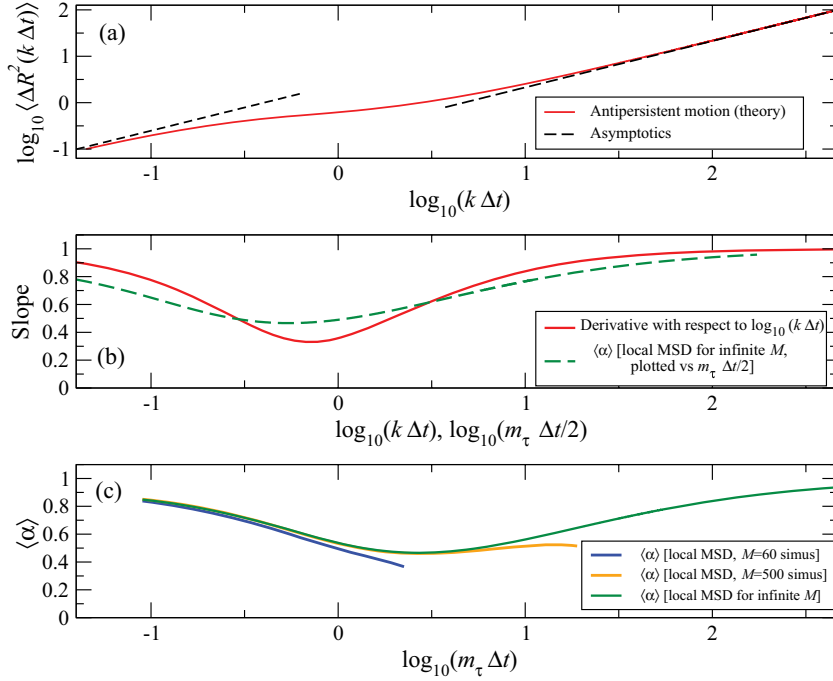 (a)
log10⟨ΔR²(k Δt)⟩
2
1
0
-1
Antipersistent motion (theory)
Asymptotics
-1
0
1
2
log10(k Δt)
(b)
Slope
1
0.8
0.6
0.4
0.2
0
Derivative with respect to log10(k Δt)
⟨α⟩ [local MSD for infinite M,
plotted vs mτ Δt/2]
-1
0
1
2
log10(k Δt), log10(mτ Δt/2)
(c)
⟨α⟩
1
0.8
0.6
0.4
0.2
0
⟨α⟩ [local MSD, M=60 simus]
⟨α⟩ [local MSD, M=500 simus]
⟨α⟩ [local MSD for infinite M]
-1
0
1
2
log10(mτ Δt)